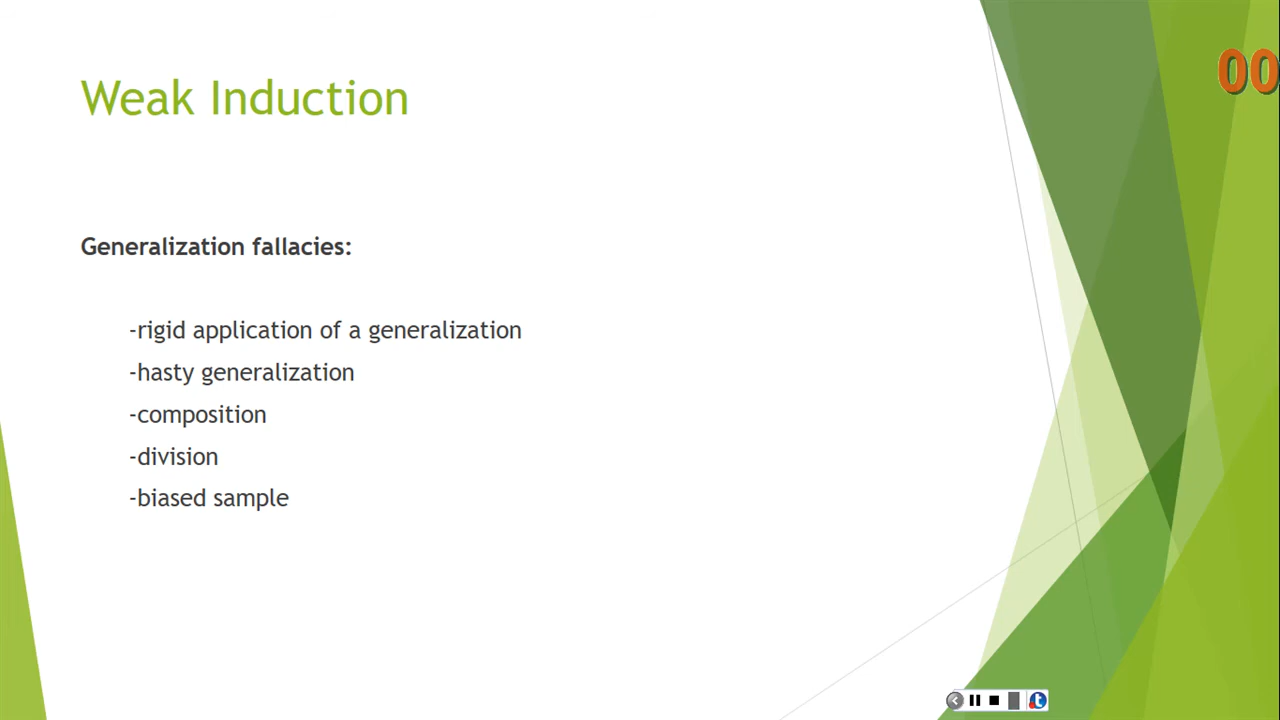 Weak Induction
00
Generalization fallacies:
-rigid application of a generalization
-hasty generalization
-composition
-division
-biased sample
t